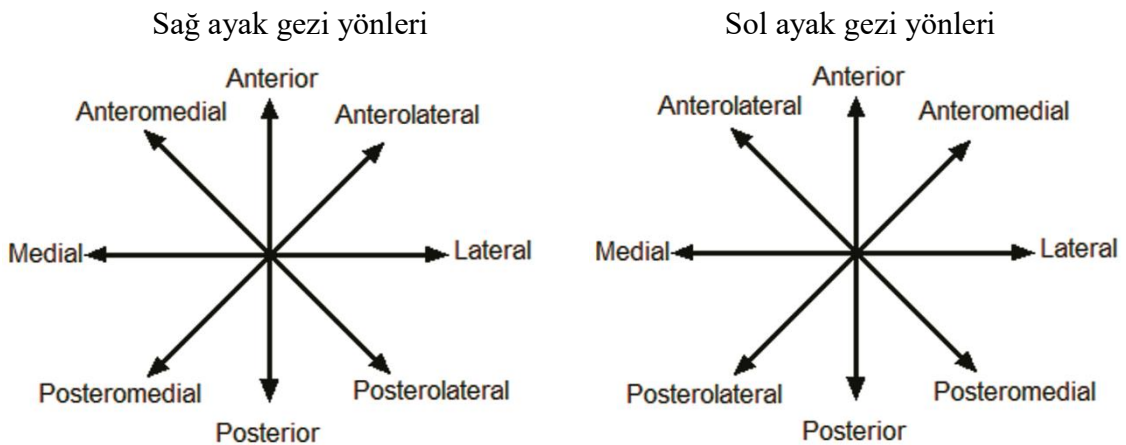 Sağ ayak gezi yönleri
Anterior
Anteromedial
Anterolateral
Medial
Lateral
Posteromedial
Posterolateral
Posterior
Sol ayak gezi yönleri
Anterior
Anterolateral
Anteromedial
Medial
Lateral
Posterolateral
Posteromedial
Posterior